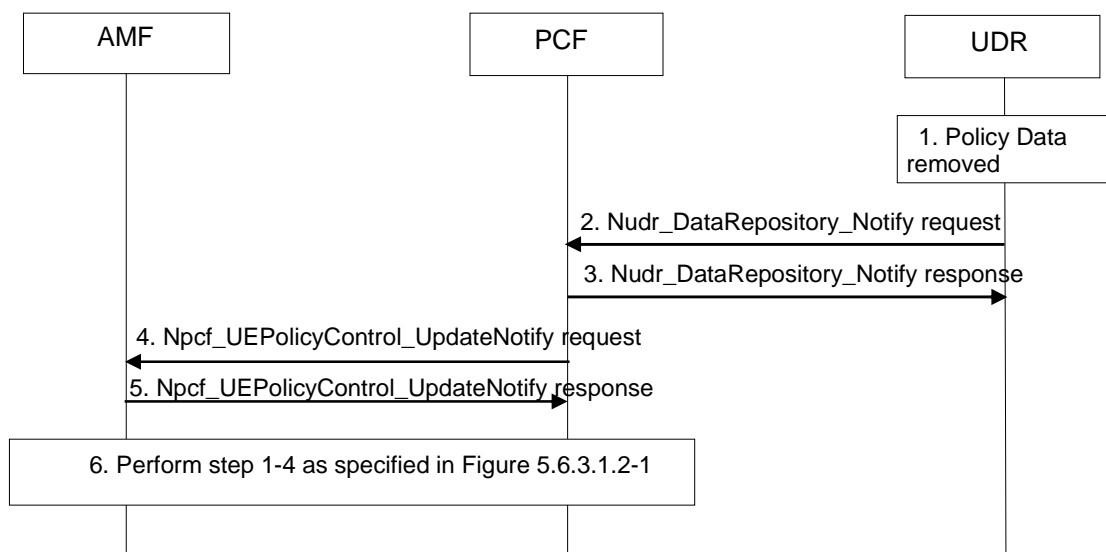 AMF
PCF
UDR
1. Policy Data
removed
2. Nudr_DataRepository_Notify request
3. Nudr_DataRepository_Notify response
4. Npcf_UEPolicyControl_UpdateNotify request
5. Npcf_UEPolicyControl_UpdateNotify response
6. Perform step 1-4 as specified in Figure 5.6.3.1.2-1